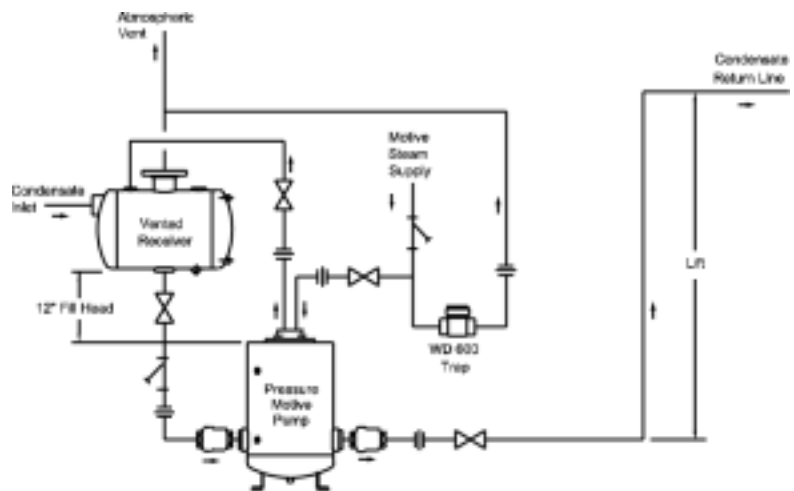 Atmospheric
Vent
Condensate
Return Line
Motive
Steam
Supply
Condensate
Inlet
Vented
Receiver
12" Fill Head
Lift
WD 600
Trap
Pressure
Motive
Pump